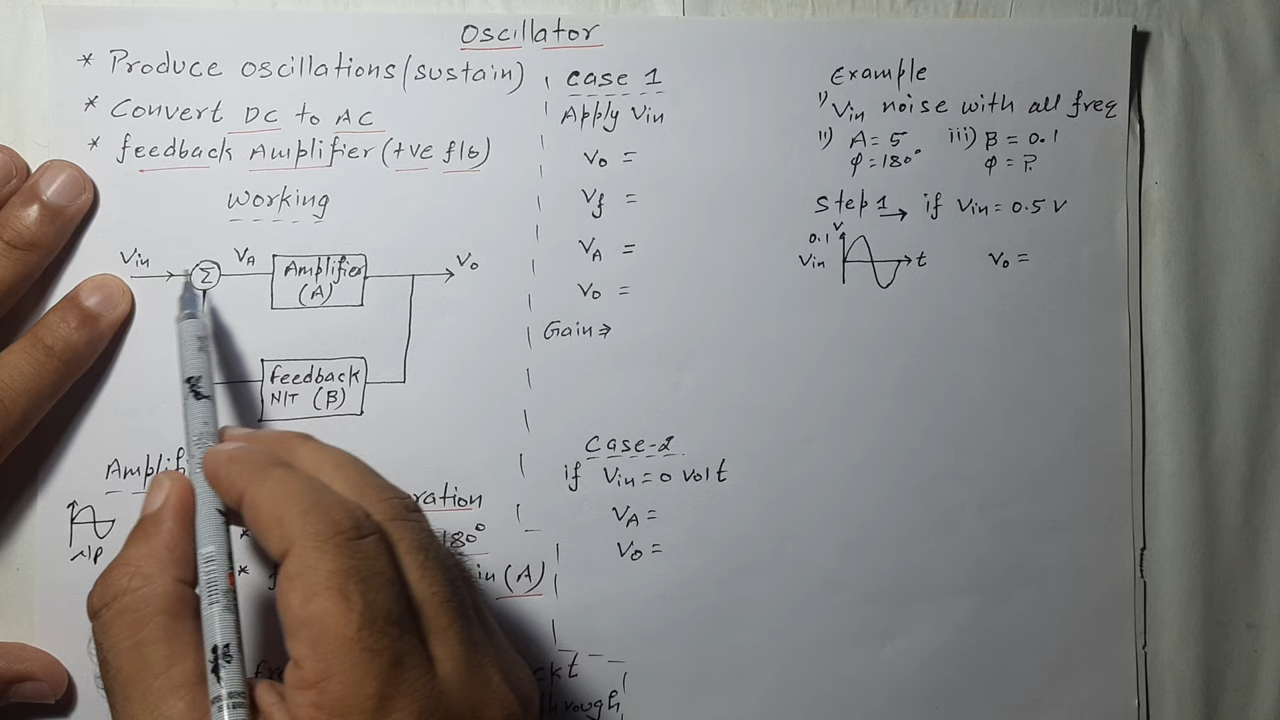 Oscillator
* Produce oscillations (sustain)
* Convert DC to AC
* feedback Amplifier (+ve f/b)
Working
Vin
Σ
VA
Amplifier
(A)
Vo
feedback
N/T (β)
i/p
180°
*
*
in (A)
Case 1
Apply Vin
Vo =
Vf =
VA =
Vo =
Gain ⇒
Case-2
if Vin = 0 volt
VA =
Vo =
Example
i) Vin noise with all freq
ii) A = 5 iii) β = 0.1
φ = 180° φ = ?
Step 1 → if Vin = 0.5 V
V
0.1
Vin
t
Vo =